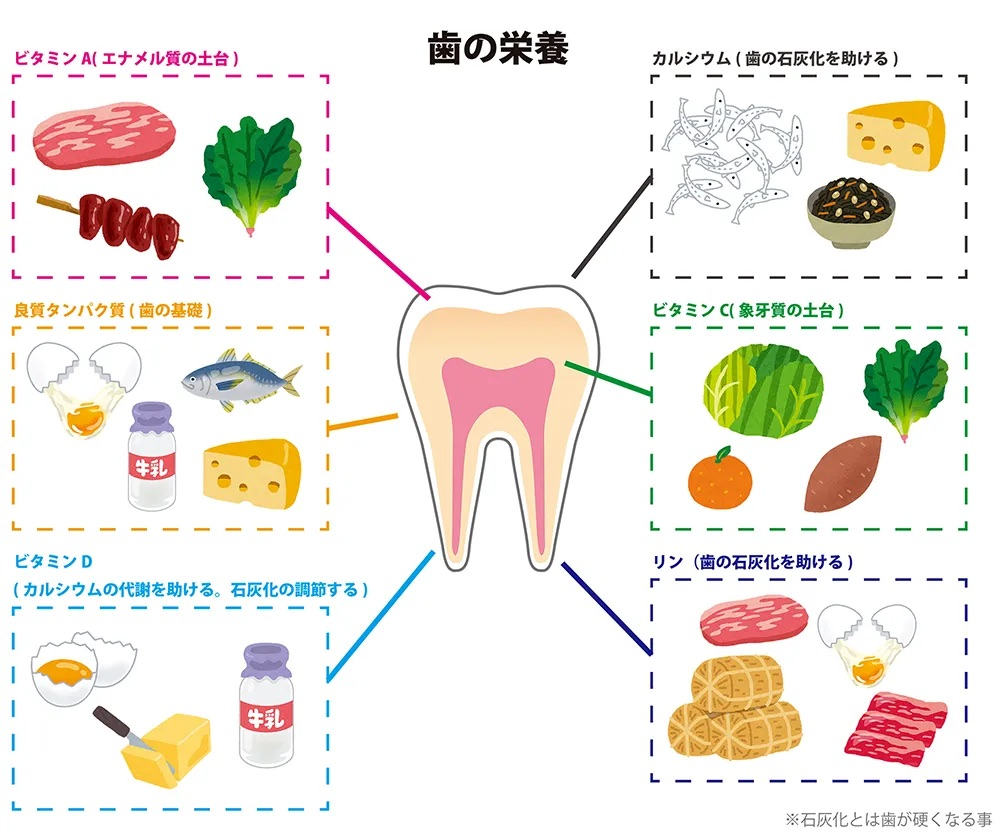 歯の栄養
ビタミン A( エナメル質の土台 )
カルシウム ( 歯の石灰化を助ける )
良質タンパク質 ( 歯の基礎 )
牛乳
ビタミン C( 象牙質の土台 )
ビタミン D
( カルシウムの代謝を助ける。石灰化の調節する )
牛乳
リン（歯の石灰化を助ける )
※石灰化とは歯が硬くなる事